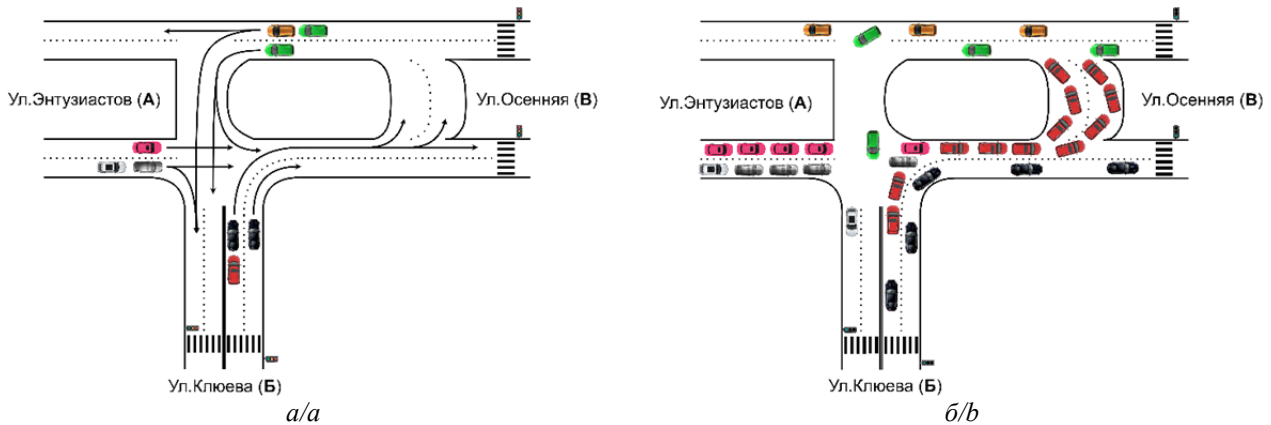 Ул.Энтузиастов (А)
Ул.Осенняя (В)
Ул.Клюева (Б)
а/a
Ул.Энтузиастов (А)
Ул.Осенняя (В)
Ул.Клюева (Б)
б/b